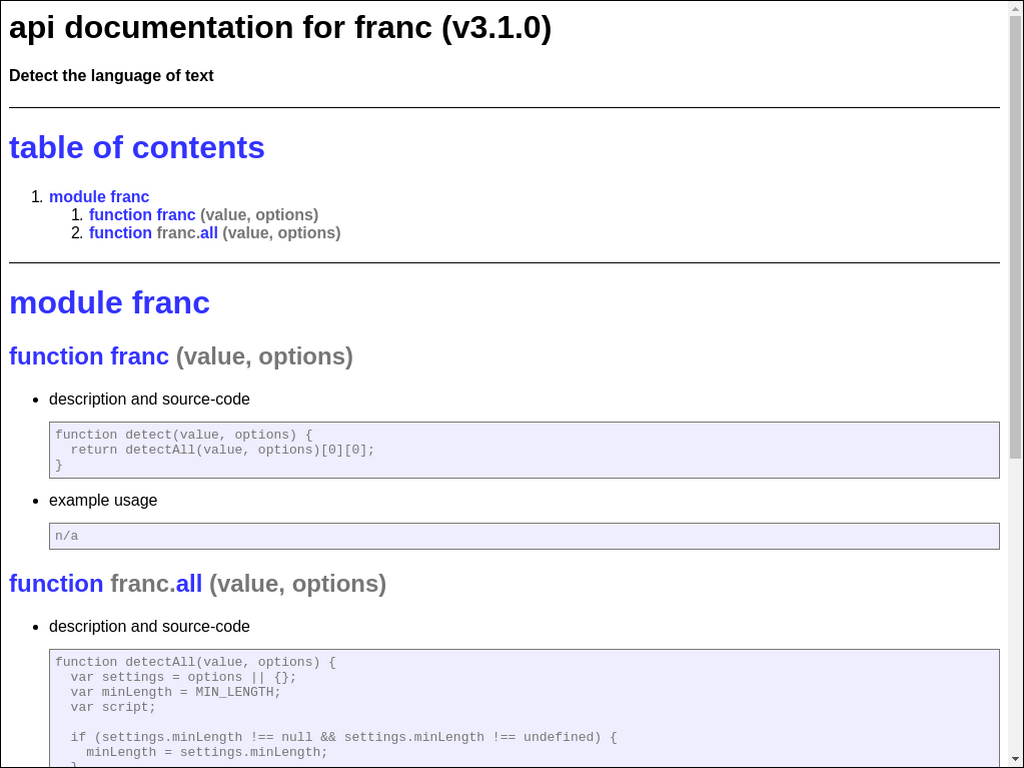 api documentation for franc (v3.1.0)
Detect the language of text
table of contents
1. module franc
1. function franc (value, options)
2. function franc.all (value, options)
module franc
function franc (value, options)
• description and source-code
function detect(value, options) {
  return detectAll(value, options)[0][0];
}
• example usage
n/a
function franc.all (value, options)
• description and source-code
function detectAll(value, options) {
  var settings = options || {};
  var minLength = MIN_LENGTH;
  var script;
  if (settings.minLength !== null && settings.minLength !== undefined) {
    minLength = settings.minLength;
  }